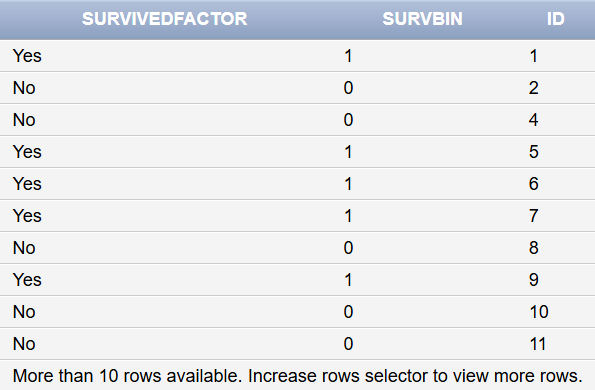 SURVIVEDFACTOR SURVBIN ID
Yes 1 1
No 0 2
No 0 4
Yes 1 5
Yes 1 6
Yes 1 7
No 0 8
Yes 1 9
No 0 10
No 0 11
More than 10 rows available. Increase rows selector to view more rows.